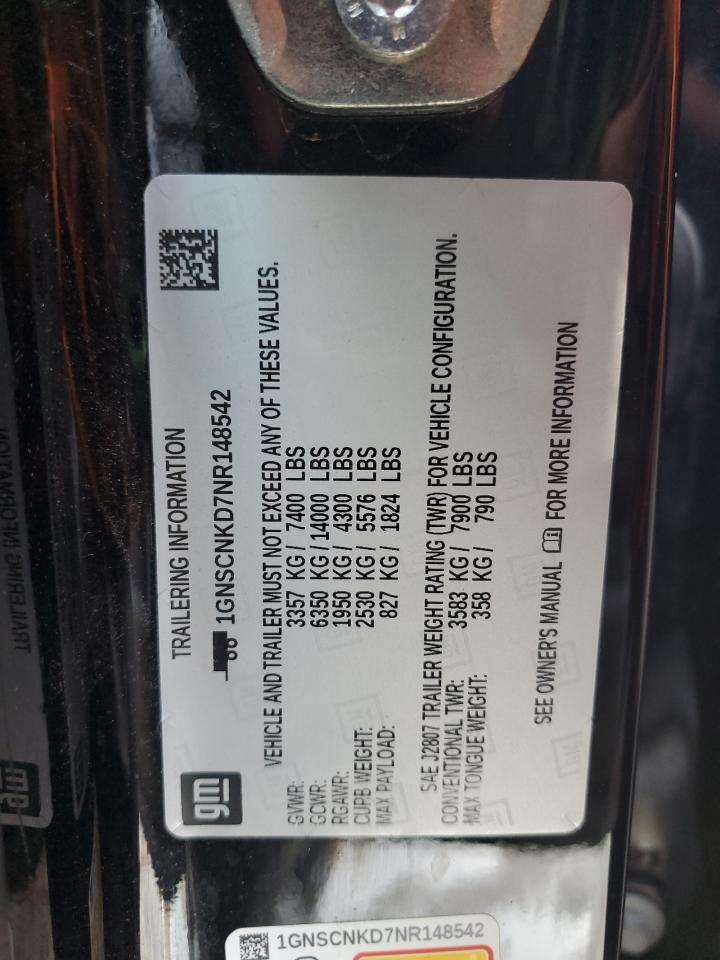 gm
TRAILERING INFORMATION
1GNSCNKD7NR148542
VEHICLE AND TRAILER MUST NOT EXCEED ANY OF THESE VALUES.
GVWR: 3357 KG / 7400 LBS
GCWR: 6350 KG / 14000 LBS
RGAWR: 1950 KG / 4300 LBS
CURB WEIGHT: 2530 KG / 5576 LBS
MAX PAYLOAD: 827 KG / 1824 LBS
SAE J2807 TRAILER WEIGHT RATING (TWR) FOR VEHICLE CONFIGURATION.
CONVENTIONAL TWR: 3583 KG / 7900 LBS
MAX TONGUE WEIGHT: 358 KG / 790 LBS
SEE OWNER'S MANUAL FOR MORE INFORMATION
1GNSCNKD7NR148542